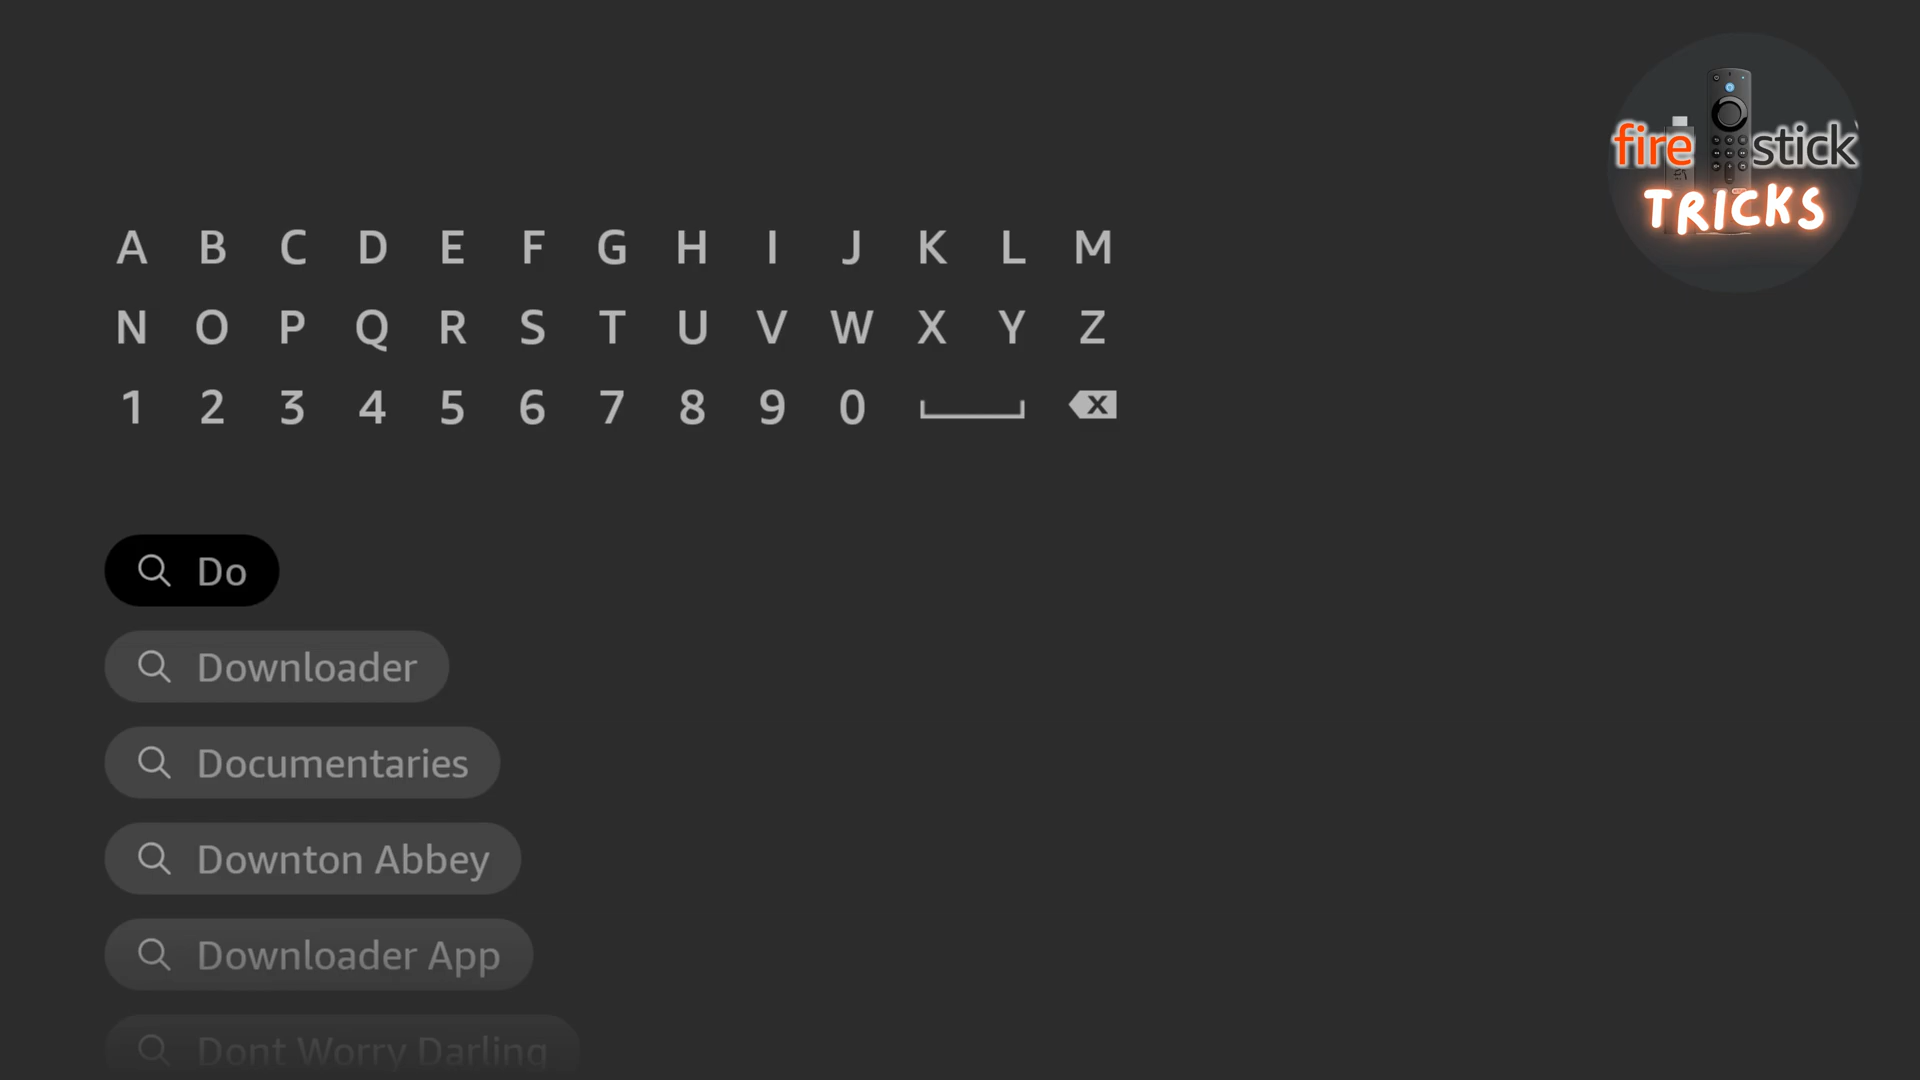 fire stick
TRICKS
A B C D E F G H I J K L M
N O P Q R S T U V W X Y Z
1 2 3 4 5 6 7 8 9 0
Do
Downloader
Documentaries
Downton Abbey
Downloader App
Dont Worry Darling